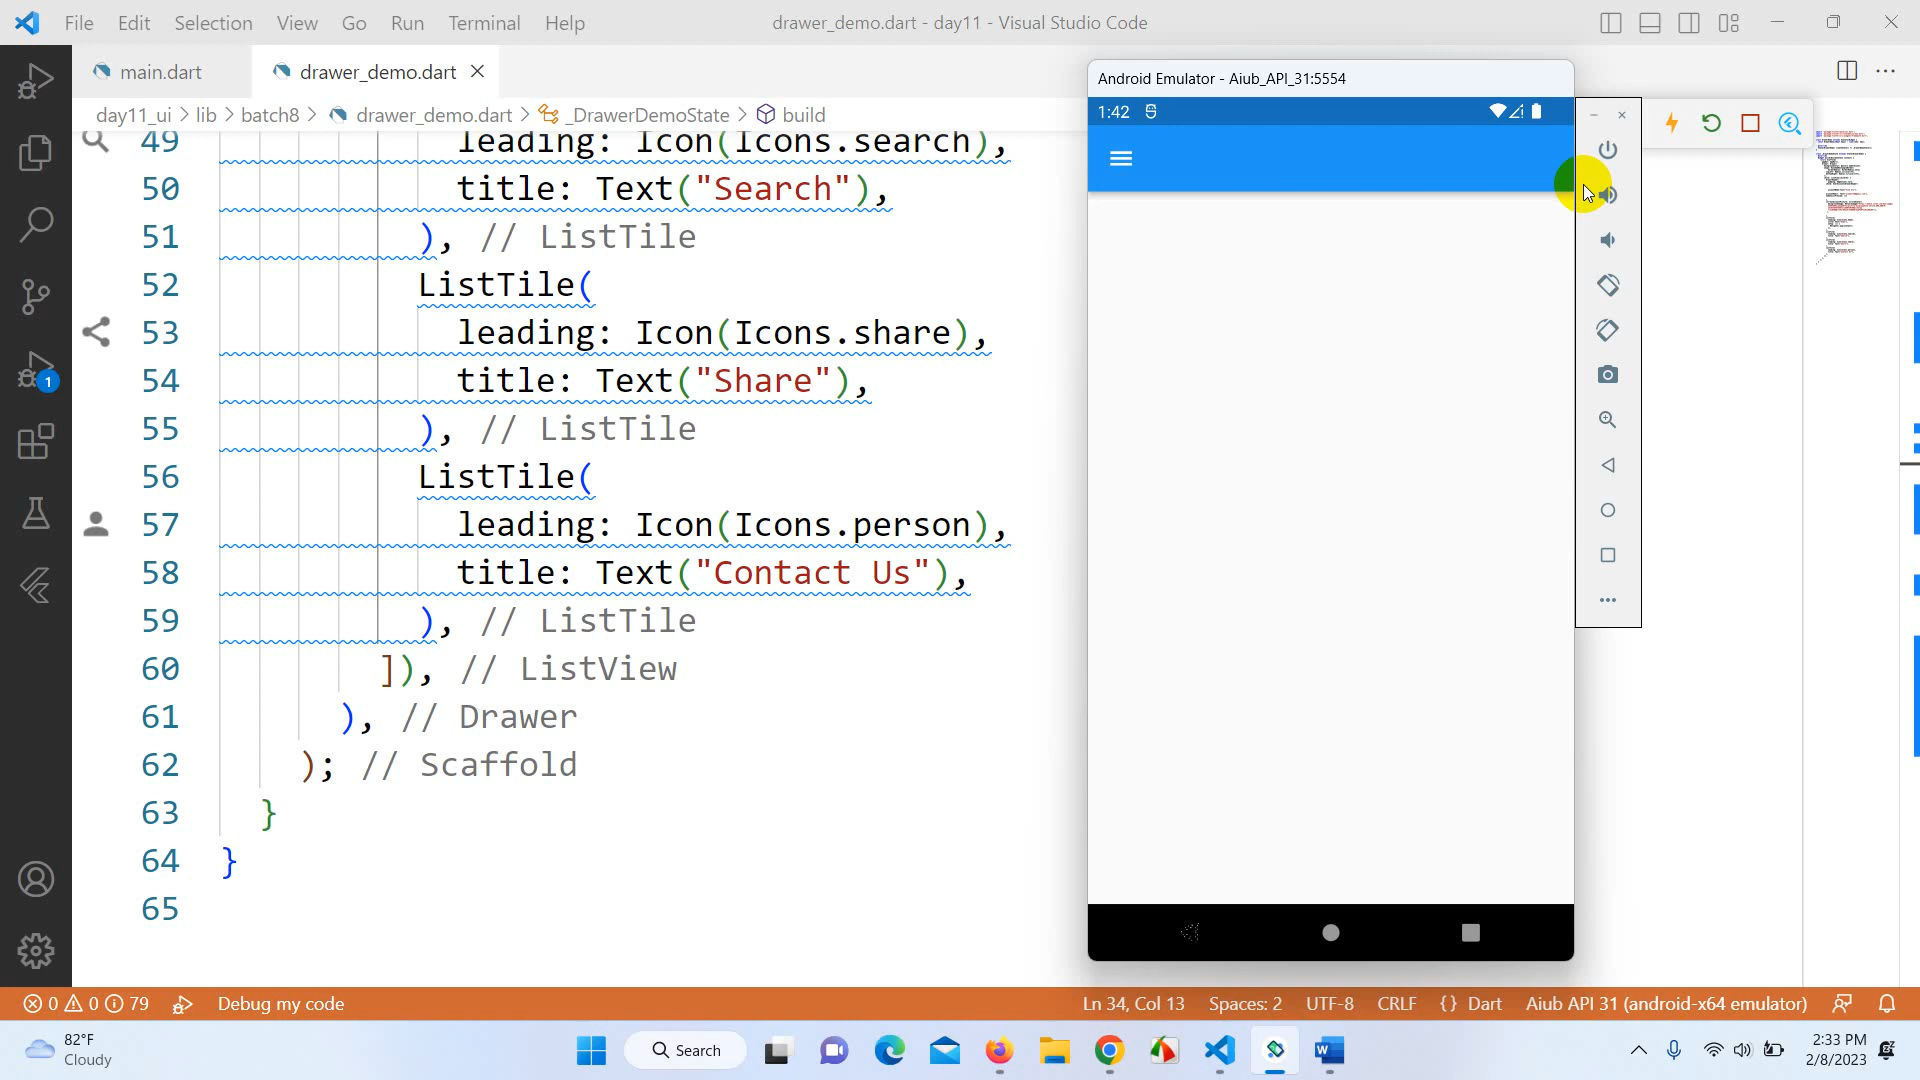 File Edit Selection View Go Run Terminal Help
drawer_demo.dart - day11 - Visual Studio Code
main.dart
drawer_demo.dart
day11_ui > lib > batch8 > drawer_demo.dart > _DrawerDemoState > build
49 leading: Icon(Icons.search),
50 title: Text("Search"),
51 ), // ListTile
52 ListTile(
53 leading: Icon(Icons.share),
54 title: Text("Share"),
55 ), // ListTile
56 ListTile(
57 leading: Icon(Icons.person),
58 title: Text("Contact Us"),
59 ), // ListTile
60 ]), // ListView
61 ), // Drawer
62 ); // Scaffold
63 }
64 }
65
Android Emulator - Aiub_API_31:5554
1:42
1
0 0 79 Debug my code
Ln 34, Col 13 Spaces: 2 UTF-8 CRLF {} Dart Aiub API 31 (android-x64 emulator)
82°F
Cloudy
Search
2:33 PM
2/8/2023